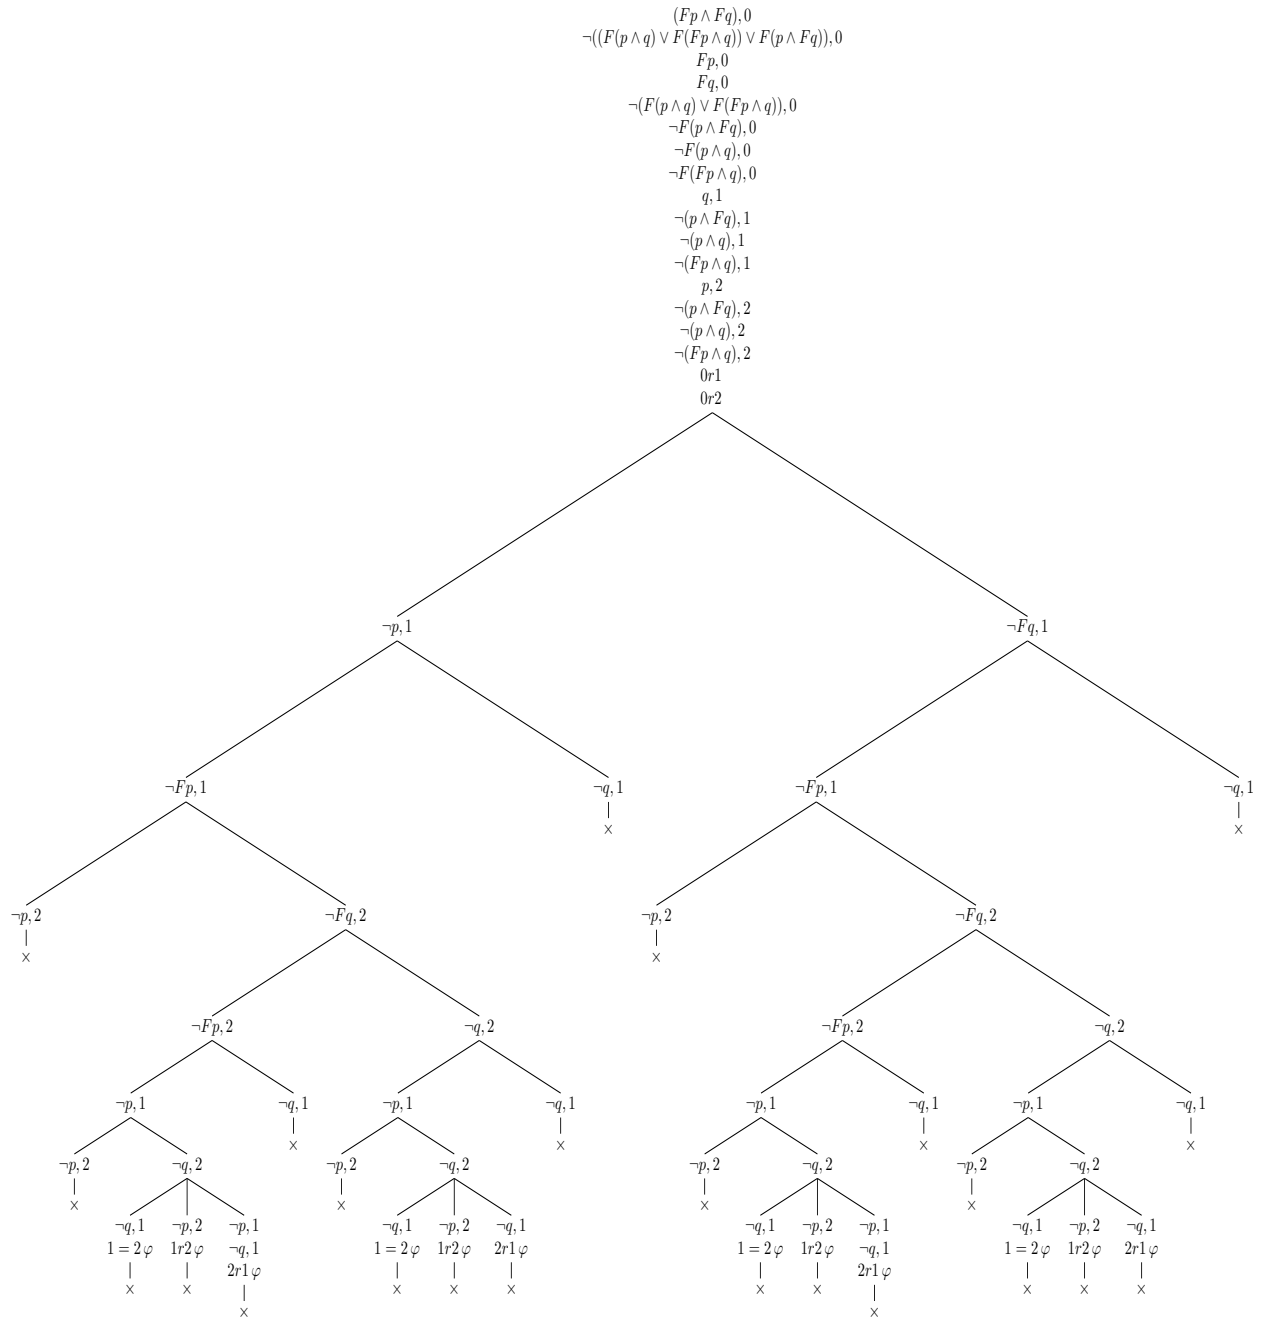 (Fp ∧ Fq), 0
¬((F(p ∧ q) ∨ F(Fp ∧ q)) ∨ F(p ∧ Fq)), 0
Fp, 0
Fq, 0
¬(F(p ∧ q) ∨ F(Fp ∧ q)), 0
¬F(p ∧ Fq), 0
¬F(p ∧ q), 0
¬F(Fp ∧ q), 0
q, 1
¬(p ∧ Fq), 1
¬(p ∧ q), 1
¬(Fp ∧ q), 1
p, 2
¬(p ∧ Fq), 2
¬(p ∧ q), 2
¬(Fp ∧ q), 2
0r1
0r2
¬p, 1 ¬Fq, 1
¬Fp, 1 ¬q, 1 ¬Fp, 1 ¬q, 1
× ×
¬p, 2 ¬Fq, 2 ¬p, 2 ¬Fq, 2
× ×
¬Fp, 2 ¬q, 2 ¬Fp, 2 ¬q, 2
¬p, 1 ¬q, 1 ¬p, 1 ¬q, 1 ¬p, 1 ¬q, 1 ¬p, 1 ¬q, 1
× × × ×
¬p, 2 ¬q, 2 ¬p, 2 ¬q, 2 ¬p, 2 ¬q, 2 ¬p, 2 ¬q, 2
× × × ×
¬q, 1 ¬p, 2 ¬p, 1 ¬q, 1 ¬p, 2 ¬q, 1 ¬q, 1 ¬p, 2 ¬p, 1 ¬q, 1 ¬p, 2 ¬q, 1
1 = 2 φ 1r2 φ ¬q, 1 1 = 2 φ 1r2 φ 2r1 φ 1 = 2 φ 1r2 φ ¬q, 1 1 = 2 φ 1r2 φ 2r1 φ
2r1 φ 2r1 φ
× × × × × × × × × ×
× ×